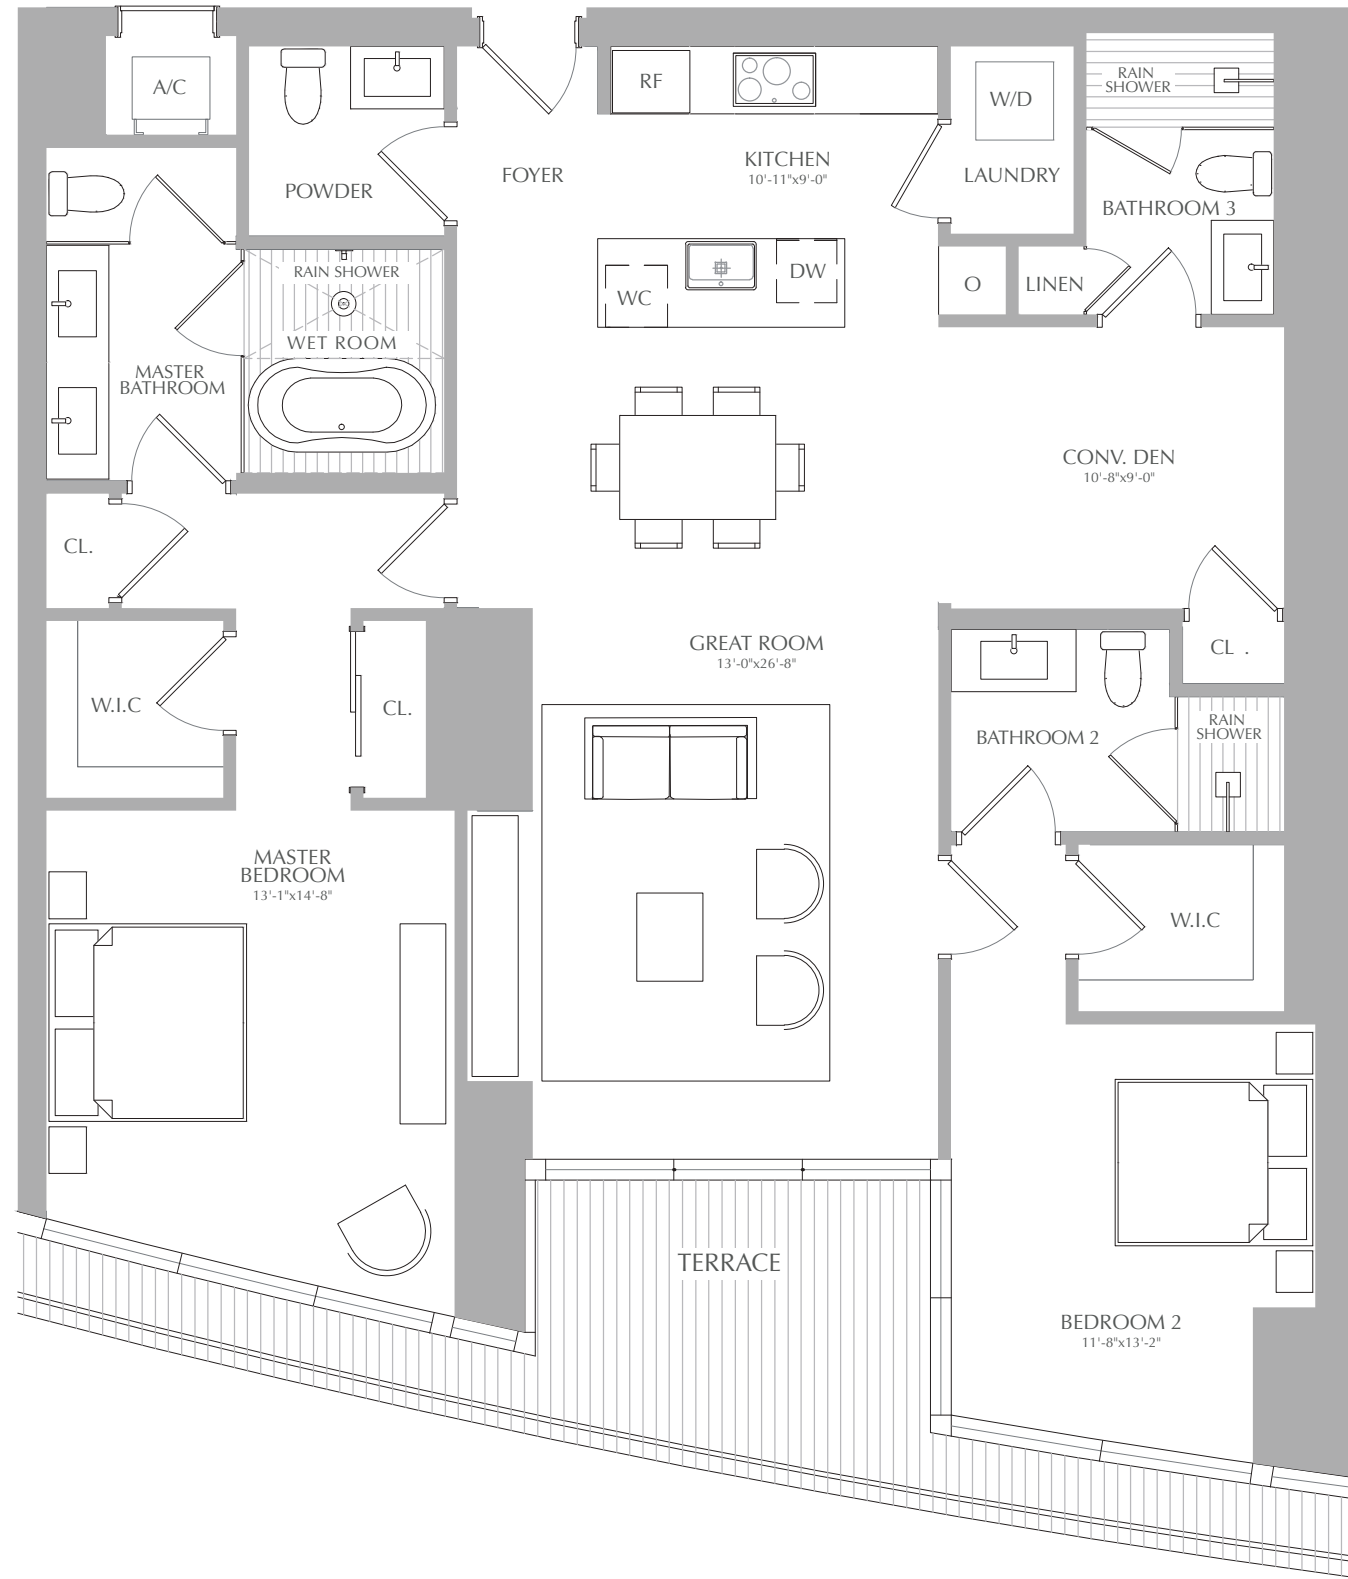 A/C
RF
W/D
RAIN
SHOWER
KITCHEN
10'-11"x9'-0"
FOYER
LAUNDRY
POWDER
BATHROOM 3
RAIN SHOWER
DW
WC
O
LINEN
WET ROOM
MASTER
BATHROOM
CONV. DEN
10'-8"x9'-0"
CL.
GREAT ROOM
13'-0"x26'-8"
CL .
W.I.C
CL.
BATHROOM 2
RAIN
SHOWER
MASTER
BEDROOM
13'-1"x14'-8"
W.I.C
TERRACE
BEDROOM 2
11'-8"x13'-2"